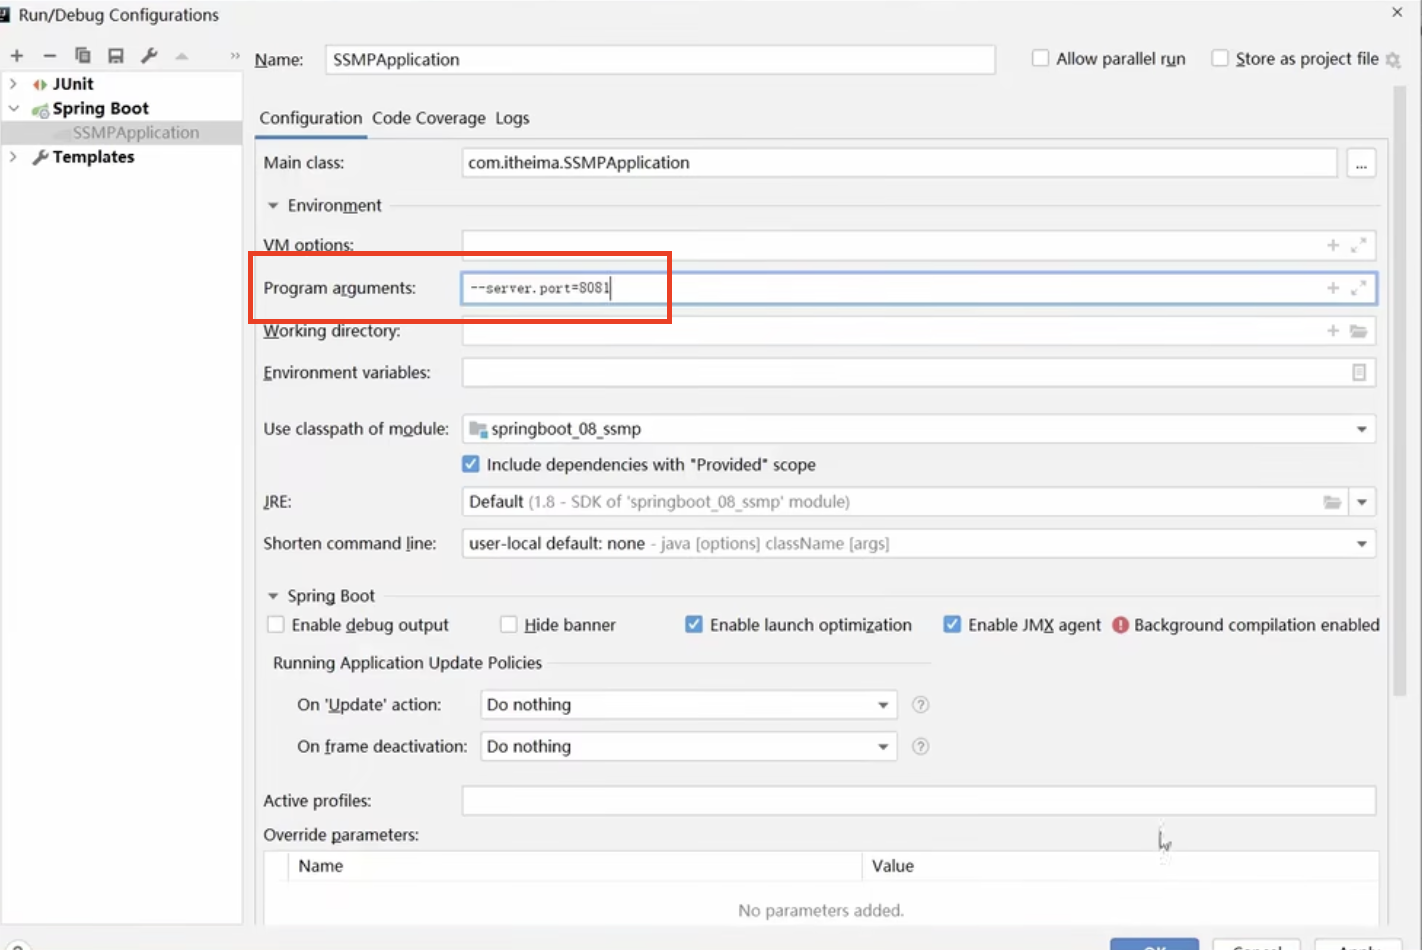 Run/Debug Configurations
Name: SSMPApplication
Allow parallel run
Store as project file
JUnit
Spring Boot
SSMPApplication
Templates
Configuration Code Coverage Logs
Main class: com.itheima.SSMPApplication ...
Environment
VM options:
Program arguments: --server.port=8081
Working directory:
Environment variables:
Use classpath of module: springboot_08_ssmp
Include dependencies with "Provided" scope
JRE: Default (1.8 - SDK of 'springboot_08_ssmp' module)
Shorten command line: user-local default: none - java [options] className [args]
Spring Boot
Enable debug output Hide banner Enable launch optimization Enable JMX agent Background compilation enabled
Running Application Update Policies
On 'Update' action: Do nothing
On frame deactivation: Do nothing
Active profiles:
Override parameters:
Name Value
No parameters added.
OK Cancel Apply